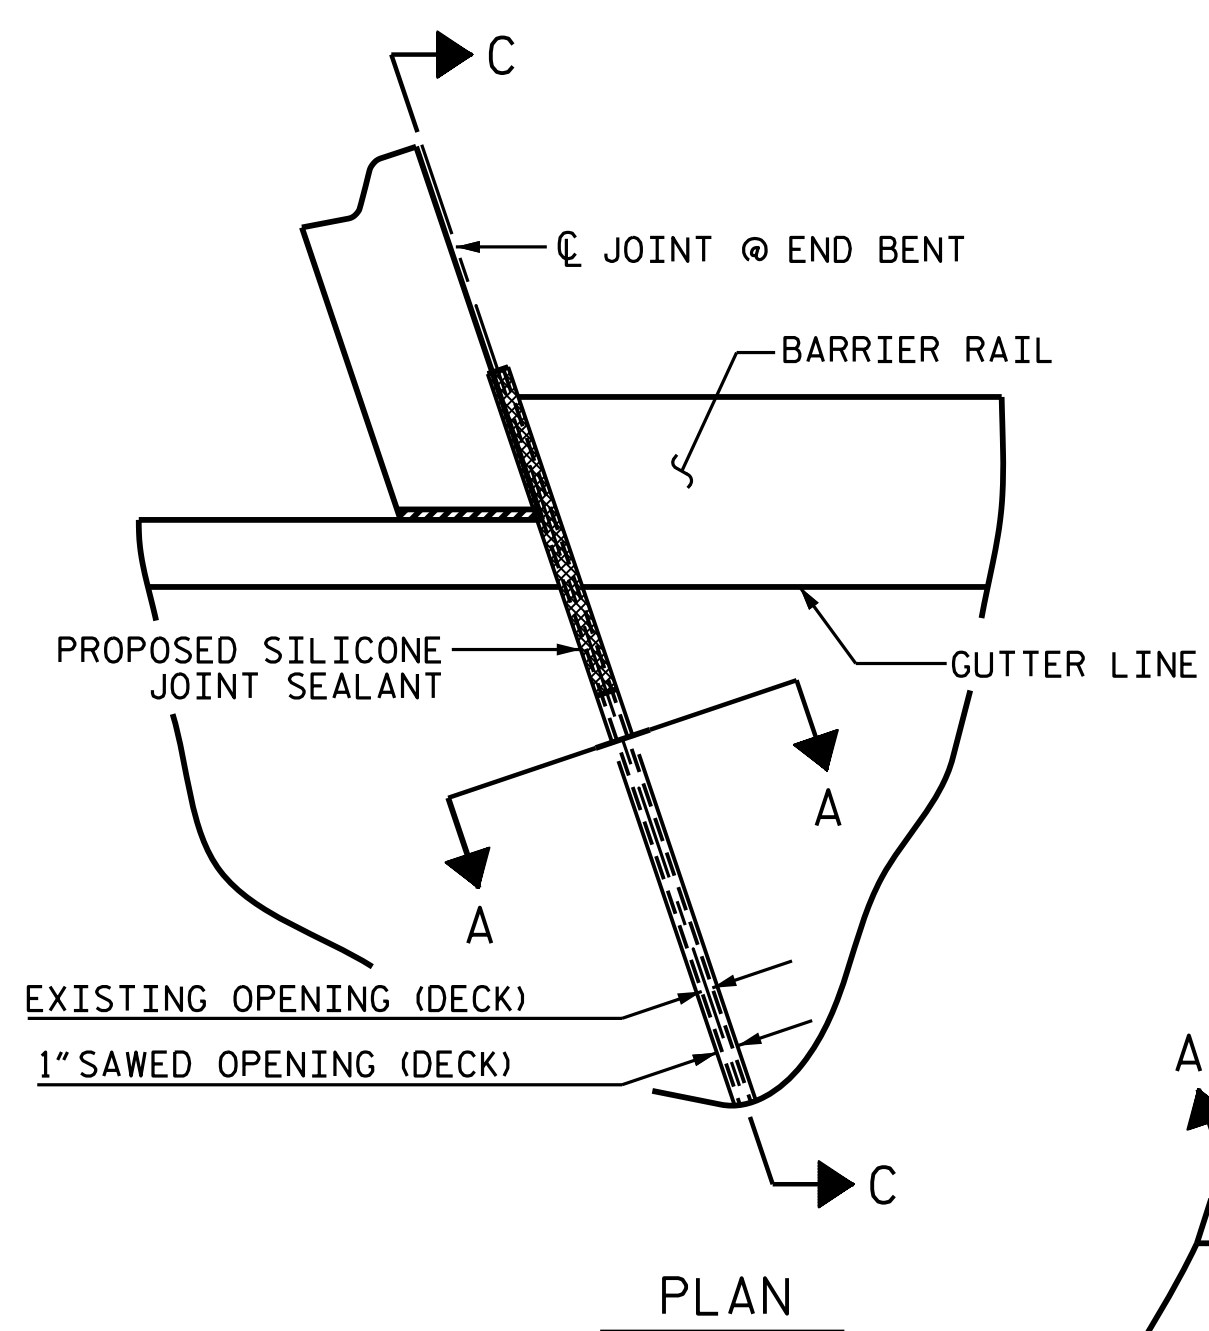 C
℄ JOINT @ END BENT
BARRIER RAIL
PROPOSED SILICONE
JOINT SEALANT
GUTTER LINE
A
A
EXISTING OPENING (DECK)
1" SAWED OPENING (DECK)
A
C
PLAN